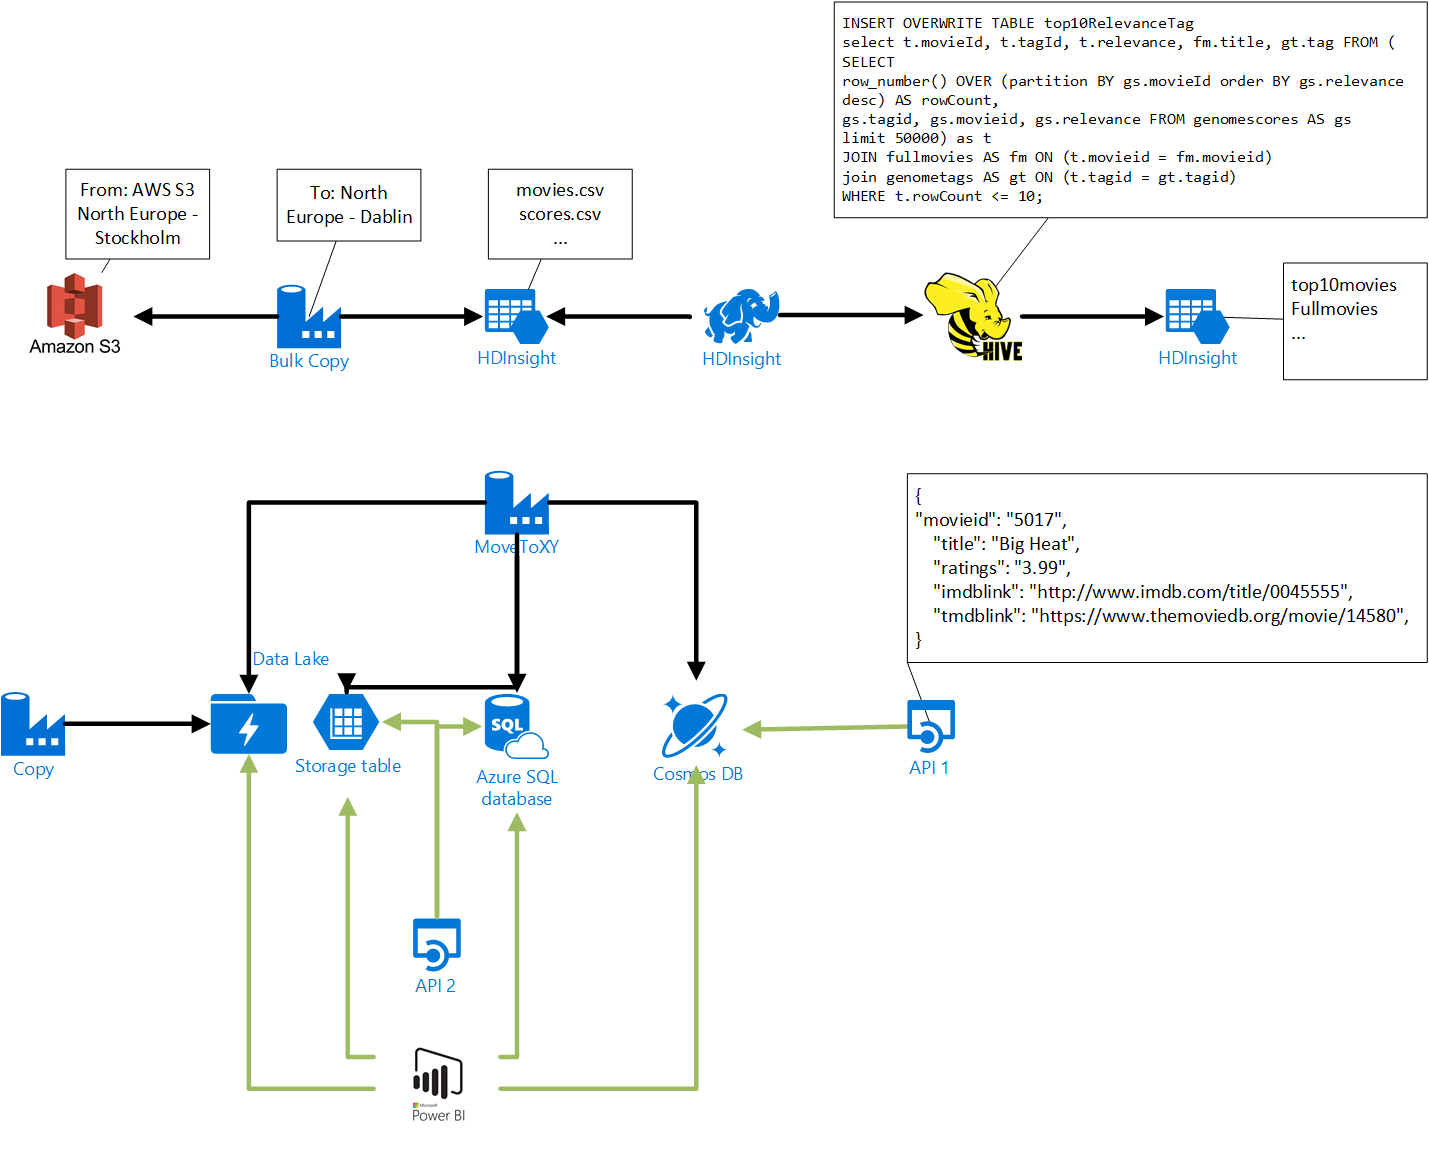 INSERT OVERWRITE TABLE top10RelevanceTag
select t.movieId, t.tagId, t.relevance, fm.title, gt.tag FROM (
SELECT
row_number() OVER (partition BY gs.movieId order BY gs.relevance
desc) AS rowCount,
gs.tagid, gs.movieid, gs.relevance FROM genomescores AS gs
limit 50000) as t
JOIN fullmovies AS fm ON (t.movieid = fm.movieid)
join genometags AS gt ON (t.tagid = gt.tagid)
WHERE t.rowCount <= 10;
From: AWS S3
North Europe -
Stockholm
To: North
Europe - Dablin
movies.csv
scores.csv
...
top10movies
Fullmovies
...
Amazon S3
Bulk Copy
HDInsight
HDInsight
HIVE
HDInsight
MoveToXY
{
"movieid": "5017",
"title": "Big Heat",
"ratings": "3.99",
"imdblink": "http://www.imdb.com/title/0045555",
"tmdblink": "https://www.themoviedb.org/movie/14580",
}
Data Lake
Copy
Storage table
SQL
Azure SQL
database
Cosmos DB
API 1
API 2
Microsoft
Power BI